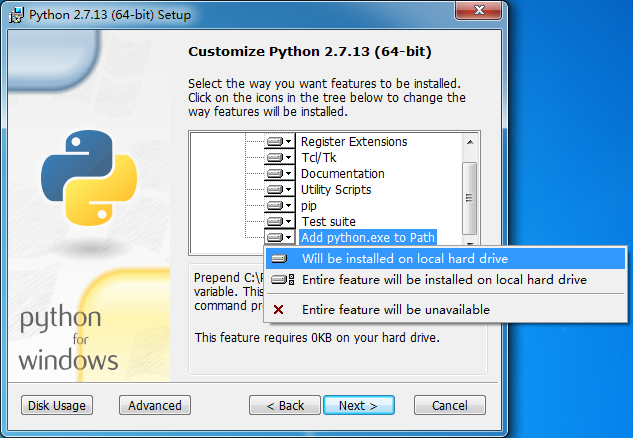 Python 2.7.13 (64-bit) Setup
Customize Python 2.7.13 (64-bit)
Select the way you want features to be installed.
Click on the icons in the tree below to change the
way features will be installed.
Register Extensions
Tcl/Tk
Documentation
Utility Scripts
pip
Test suite
Add python.exe to Path
Will be installed on local hard drive
Entire feature will be installed on local hard drive
Entire feature will be unavailable
Prepend C:\
variable. This
command
This feature requires 0KB on your hard drive.
python
for
windows
Disk Usage
Advanced
< Back
Next >
Cancel